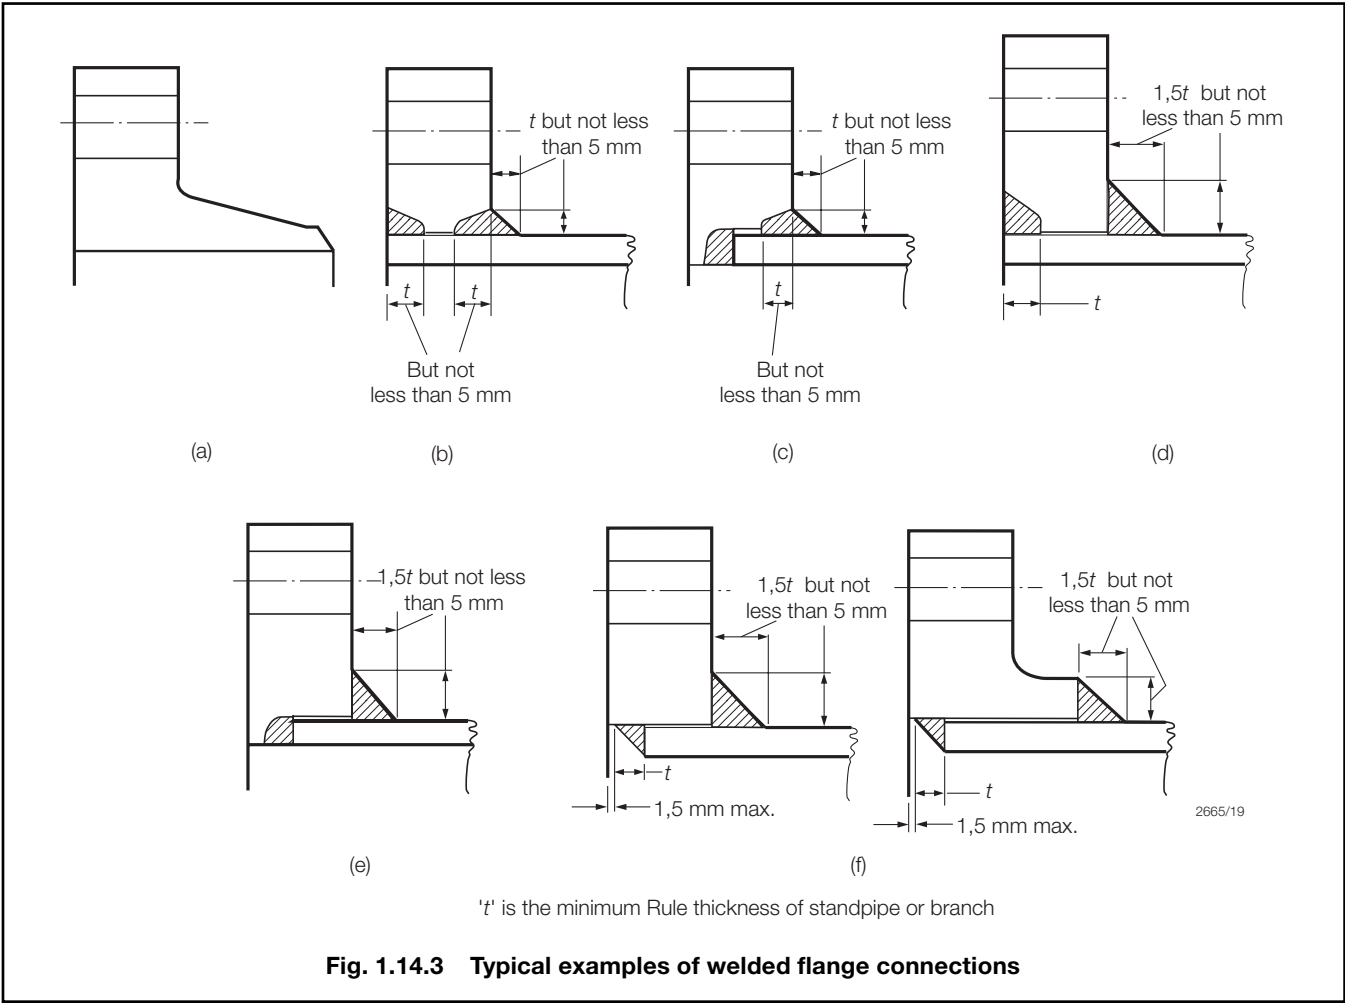 t but not less
than 5 mm
t
t
But not
less than 5 mm
(a)
(b)
t but not less
than 5 mm
t
But not
less than 5 mm
(c)
1,5t but not
less than 5 mm
t
(d)
1,5t but not less
than 5 mm
(e)
1,5t but not
less than 5 mm
t
1,5 mm max.
1,5t but not
less than 5 mm
t
1,5 mm max.
2665/19
(f)
't' is the minimum Rule thickness of standpipe or branch
Fig. 1.14.3 Typical examples of welded flange connections